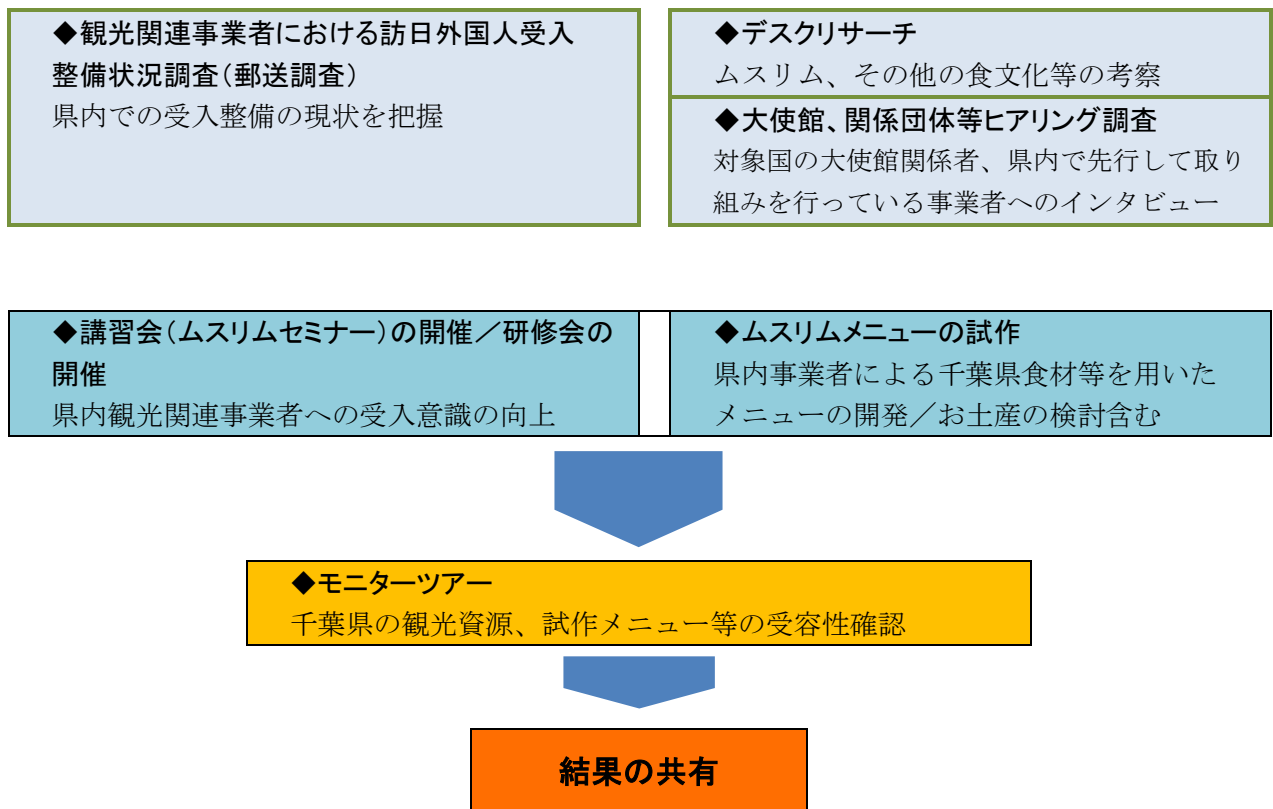 ◆観光関連事業者における訪日外国人受入
整備状況調査(郵送調査)
県内での受入整備の現状を把握
◆デスクリサーチ
ムスリム、その他の食文化等の考察
◆大使館、関係団体等ヒアリング調査
対象国の大使館関係者、県内で先行して取り
組みを行っている事業者へのインタビュー
◆講習会(ムスリムセミナー)の開催/研修会の
開催
県内観光関連事業者への受入意識の向上
◆ムスリムメニューの試作
県内事業者による千葉県食材等を用いた
メニューの開発/お土産の検討含む
◆モニターツアー
千葉県の観光資源、試作メニュー等の受容性確認
結果の共有